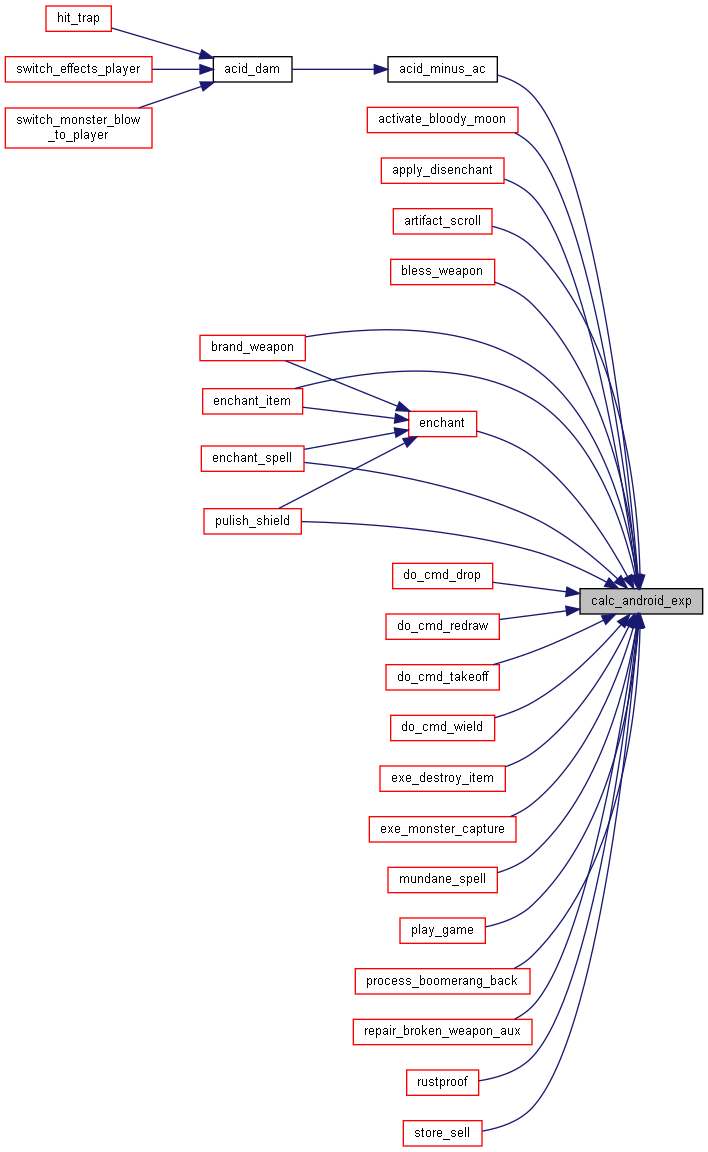 hit_trap
switch_effects_player
acid_dam
acid_minus_ac
switch_monster_blow
_to_player
activate_bloody_moon
apply_disenchant
artifact_scroll
bless_weapon
brand_weapon
enchant_item
enchant
enchant_spell
pulish_shield
do_cmd_drop
calc_android_exp
do_cmd_redraw
do_cmd_takeoff
do_cmd_wield
exe_destroy_item
exe_monster_capture
mundane_spell
play_game
process_boomerang_back
repair_broken_weapon_aux
rustproof
store_sell